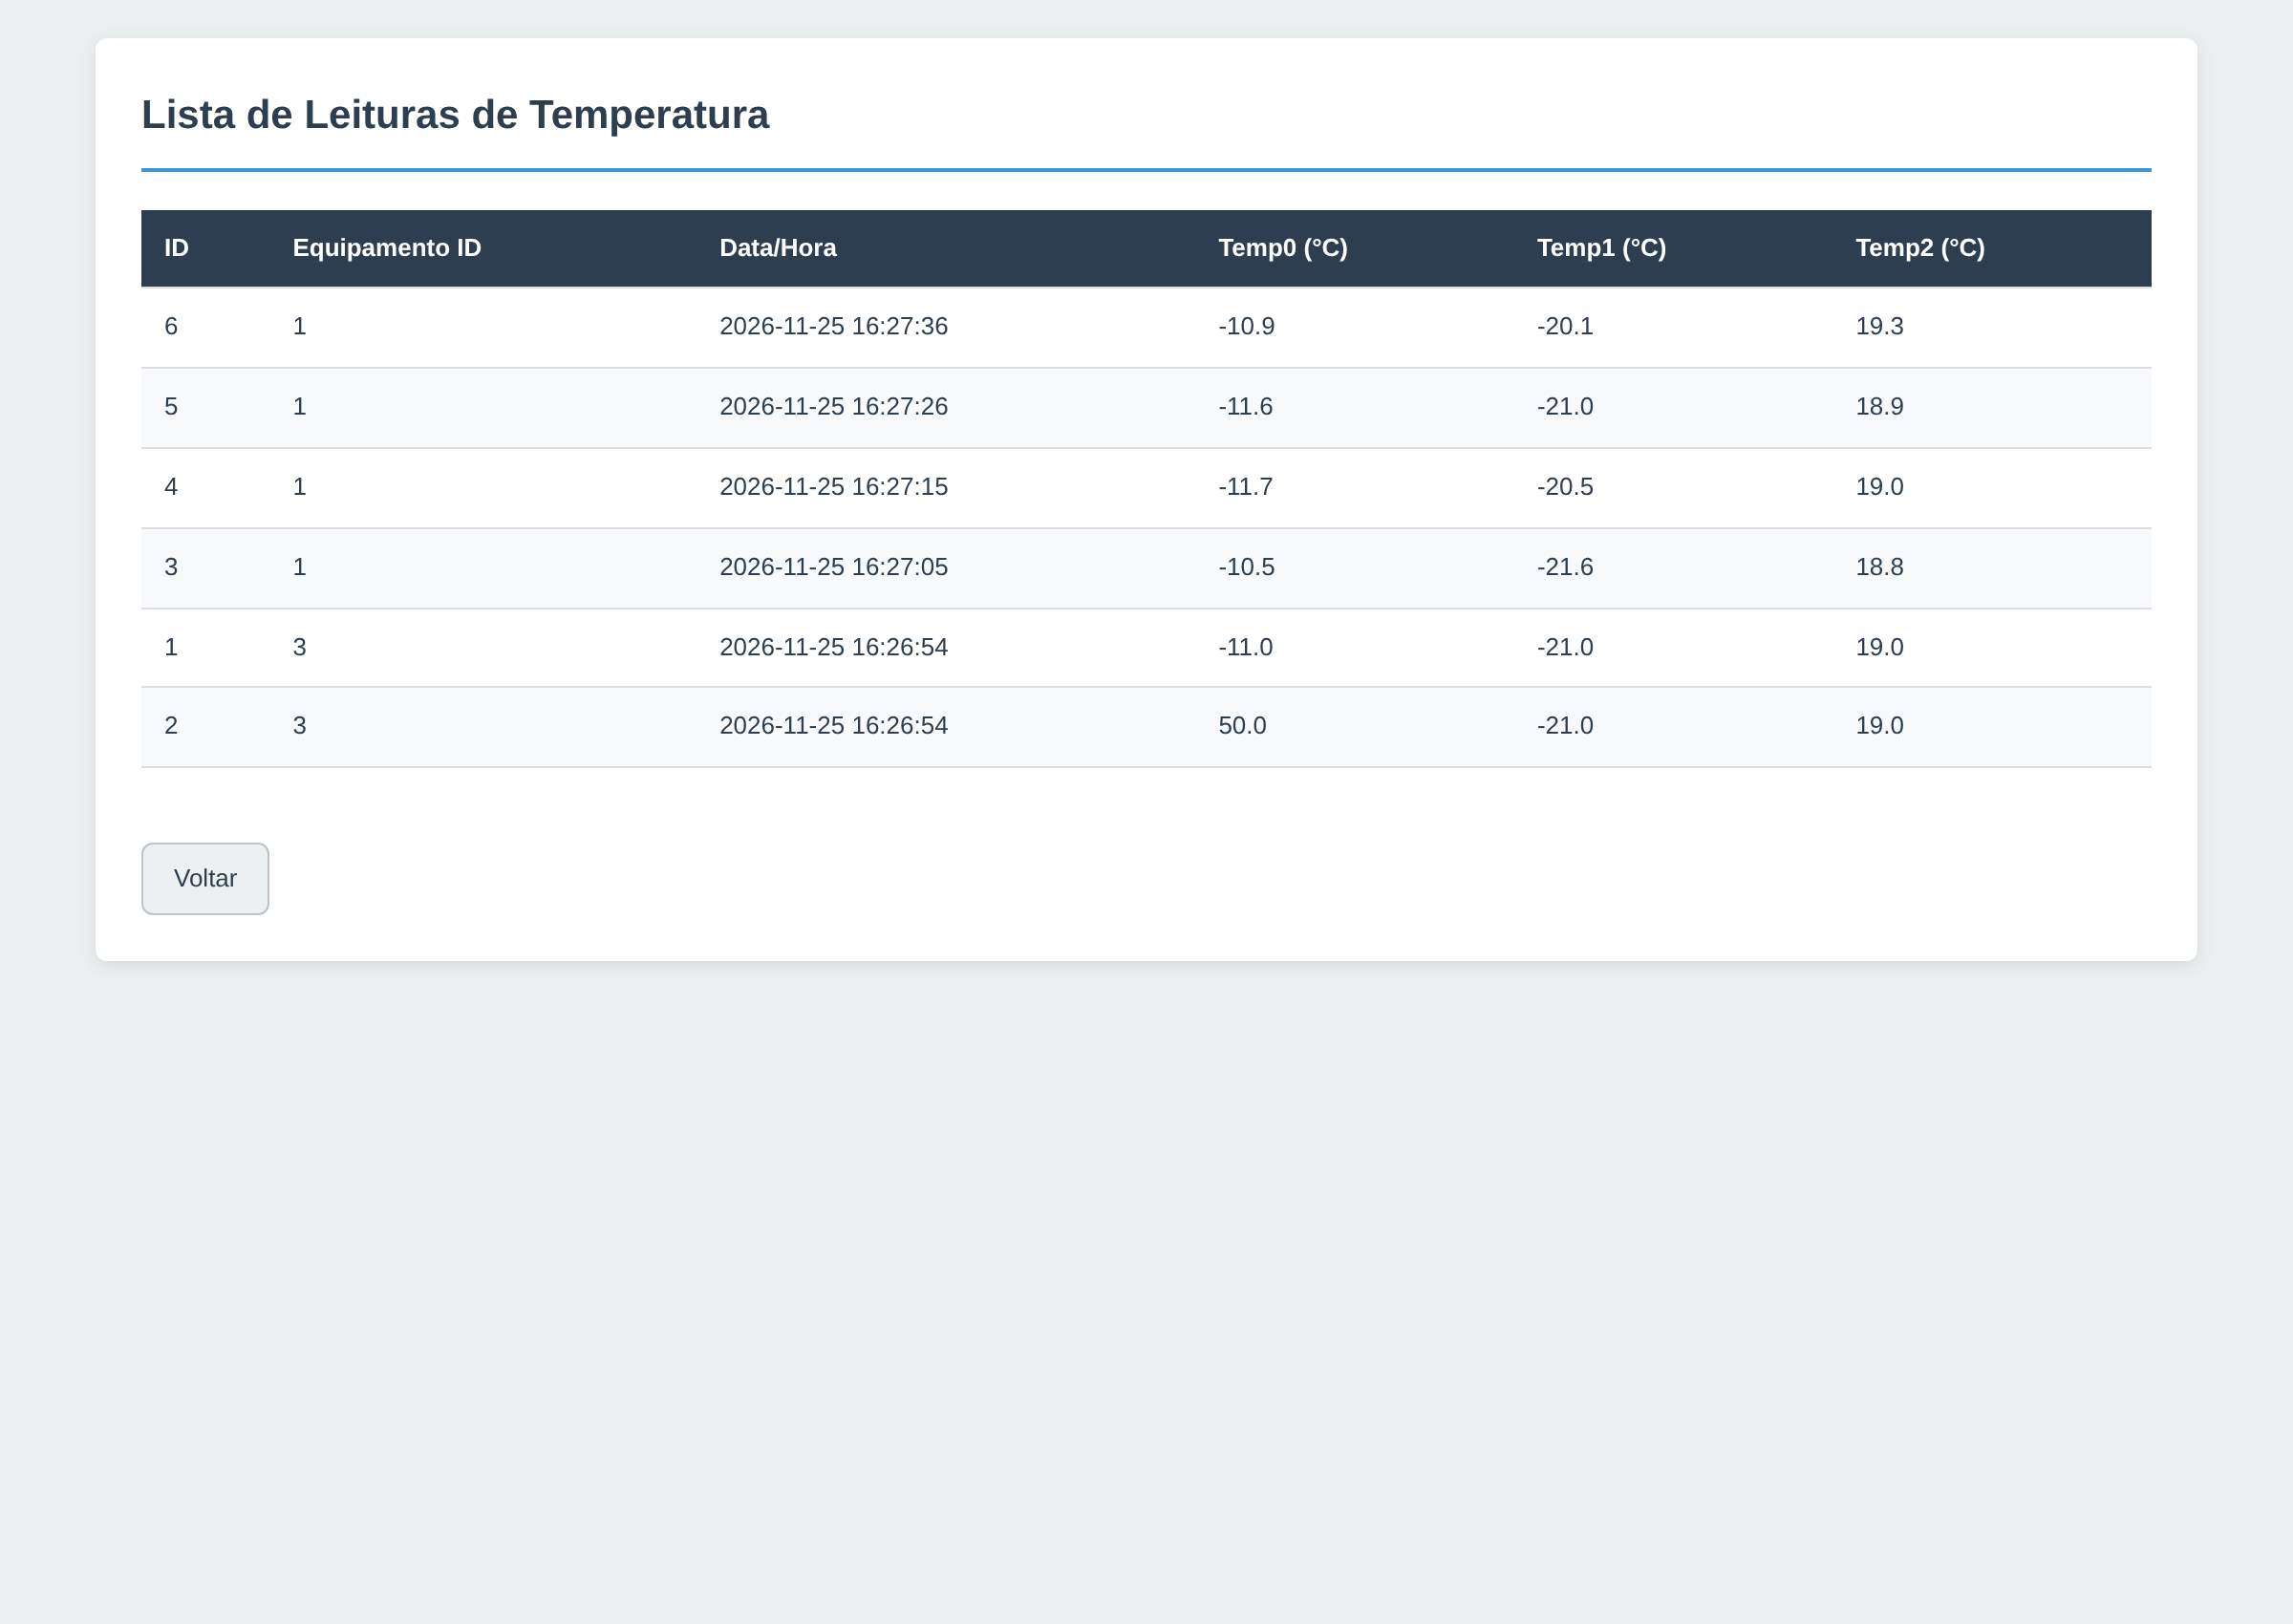 Lista de Leituras de Temperatura
ID Equipamento ID Data/Hora Temp0 (°C) Temp1 (°C) Temp2 (°C)
6 1 2026-11-25 16:27:36 -10.9 -20.1 19.3
5 1 2026-11-25 16:27:26 -11.6 -21.0 18.9
4 1 2026-11-25 16:27:15 -11.7 -20.5 19.0
3 1 2026-11-25 16:27:05 -10.5 -21.6 18.8
1 3 2026-11-25 16:26:54 -11.0 -21.0 19.0
2 3 2026-11-25 16:26:54 50.0 -21.0 19.0
Voltar